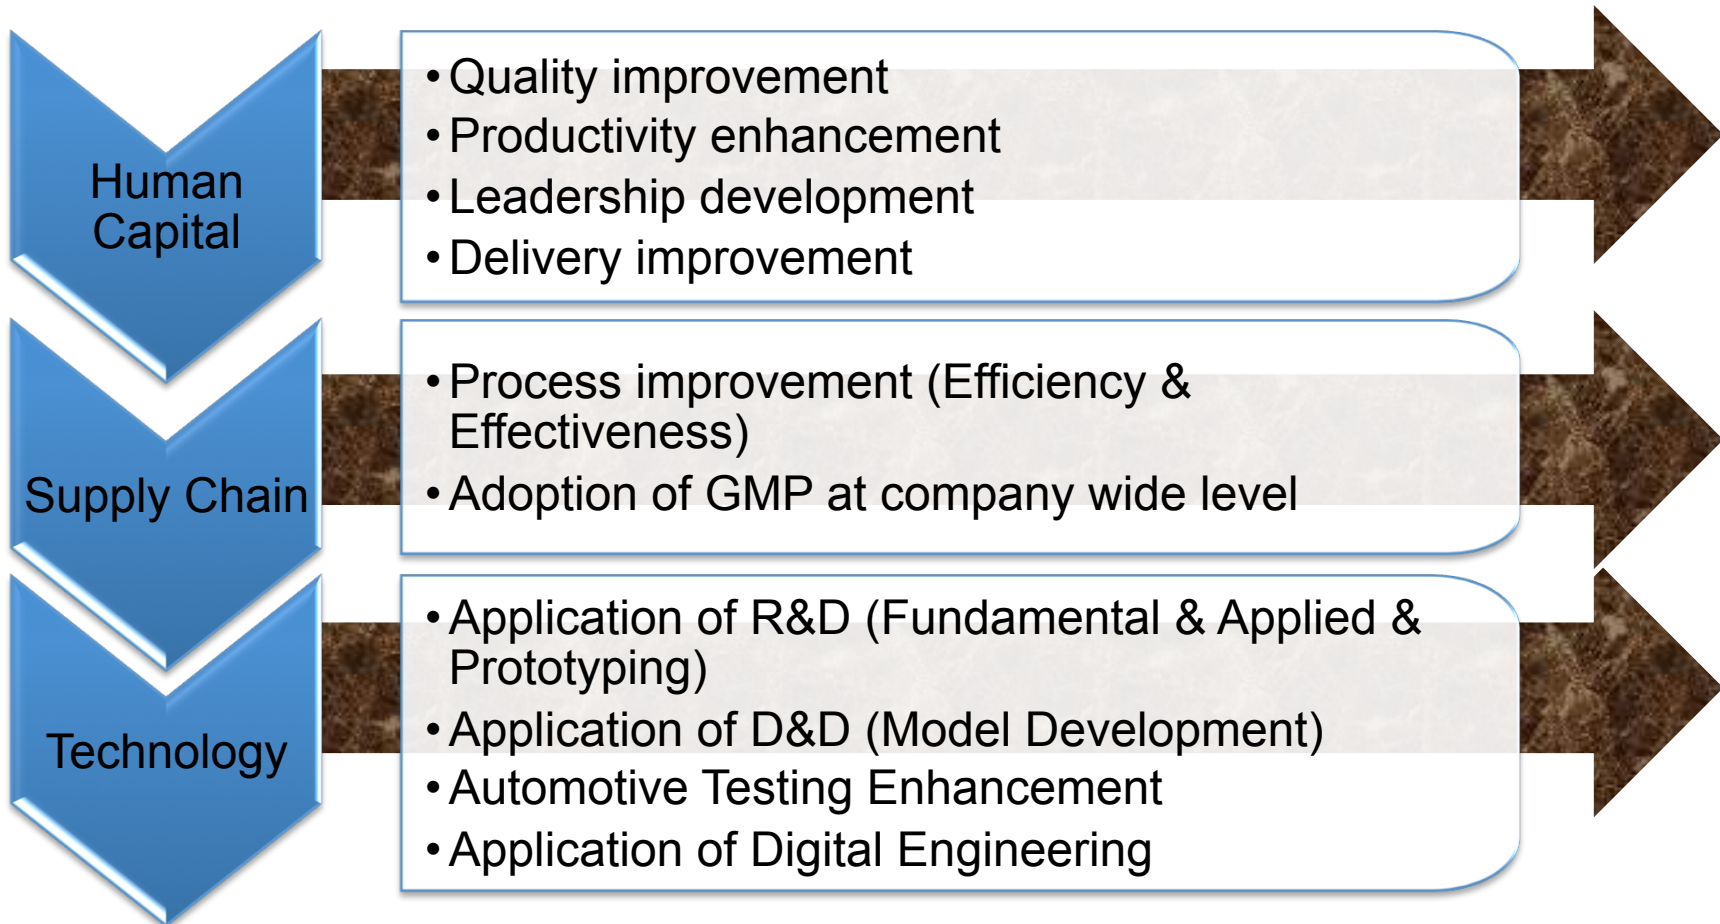 Human
Capital
• Quality improvement
• Productivity enhancement
• Leadership development
• Delivery improvement
Supply Chain
• Process improvement (Efficiency &
Effectiveness)
• Adoption of GMP at company wide level
Technology
• Application of R&D (Fundamental & Applied &
Prototyping)
• Application of D&D (Model Development)
• Automotive Testing Enhancement
• Application of Digital Engineering